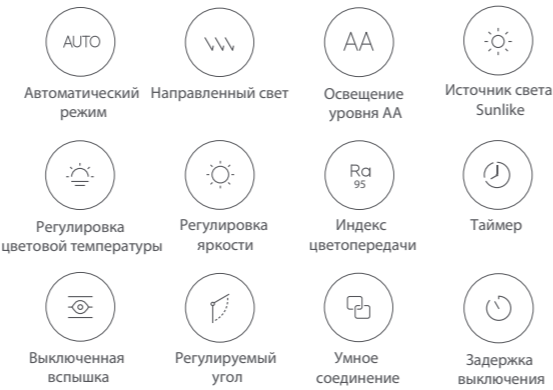 AUTO
AA
Автоматический режим
Направленный свет
Освещение уровня AA
Источник света Sunlike
Ra
95
Регулировка цветовой температуры
Регулировка яркости
Индекс цветопередачи
Таймер
Выключенная вспышка
Регулируемый угол
Умное соединение
Задержка выключения